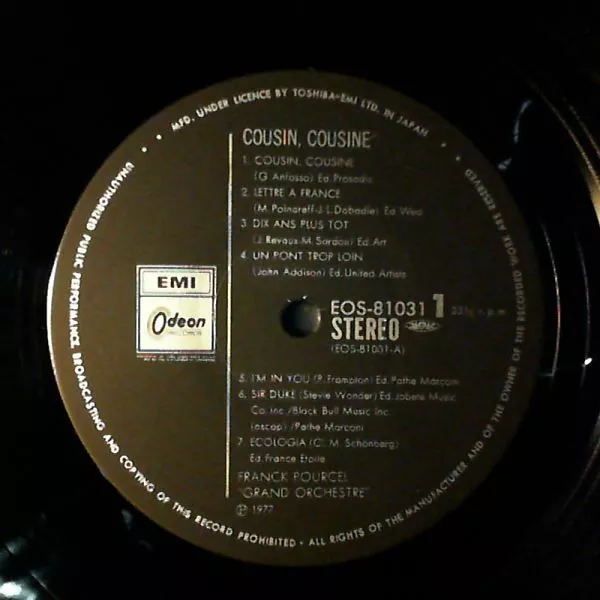 • MFD. UNDER LICENCE BY TOSHIBA-EMI LTD. IN JAPAN •
COUSIN, COUSINE
1. COUSIN, COUSINE
(G. Anfosso) Ed. Prosadis
2. LETTRE A FRANCE
(M. Polnareff-J.L. Dabadie) Ed.
3. DIX ANS PLUS TOT
(J. Revaux-M. Sardou) Ed. Art
4. UN PONT TROP LOIN
(John Addison) Ed. United Artists
EMI
Odeon
EOS-81031 1 33⅓ r.p.m.
STEREO
(EOS-81031-A)
5. I'M IN YOU (P. Frampton) Ed. Pathe Marconi
6. SIR DUKE (Stevie Wonder) Ed. Jobete Music
Co. Inc./Black Bull Music Inc.
(ascap)/Pathe Marconi
7. ECOLOGIA (Cl. M. Schönberg)
Ed. France Etoile
FRANCK POURCEL
"GRAND ORCHESTRE"
Ⓟ 1977
UNAUTHORIZED PUBLIC PERFORMANCE, BROADCASTING AND COPYING OF THIS RECORD PROHIBITED • ALL RIGHTS OF THE MANUFACTURER AND OF THE OWNER OF THE RECORDED WORK ARE RESERVED